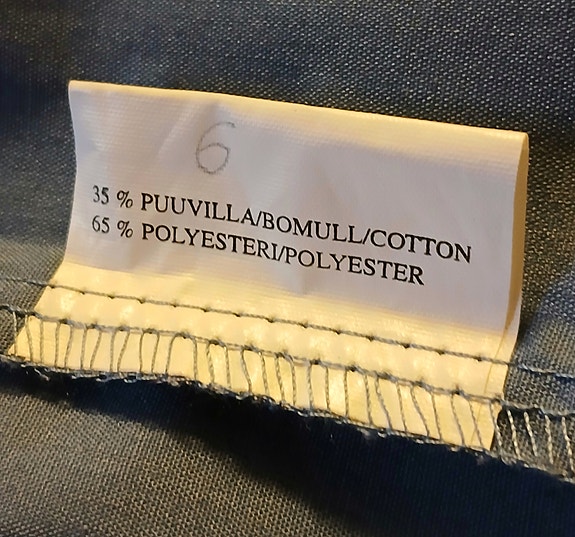 6
35 % PUUVILLA/BOMULL/COTTON
65 % POLYESTERI/POLYESTER